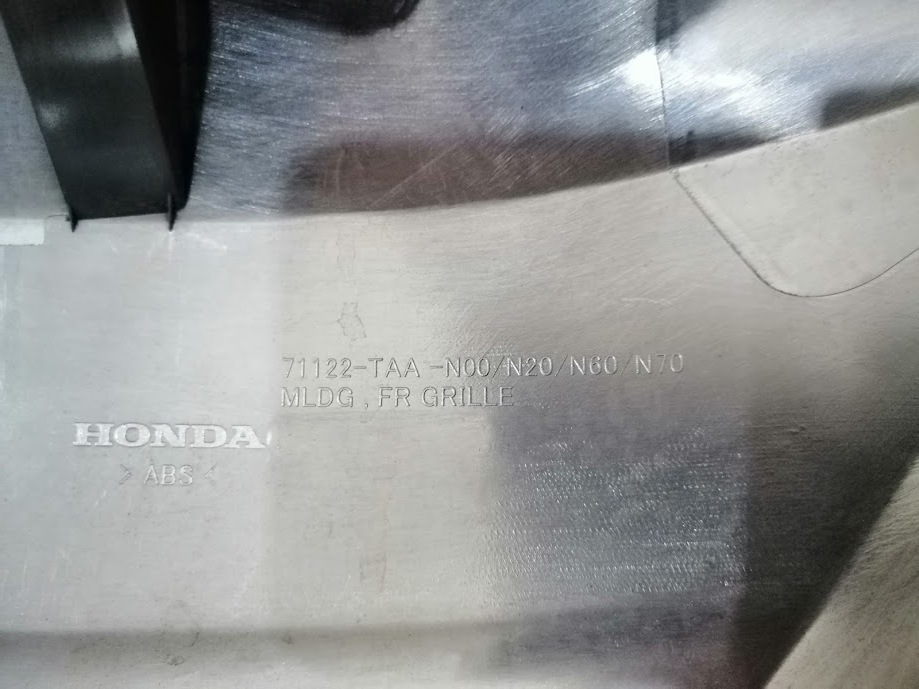 71122-TAA-N00/N20/N60/N70
MLDG, FR GRILLE
HONDA
>ABS<